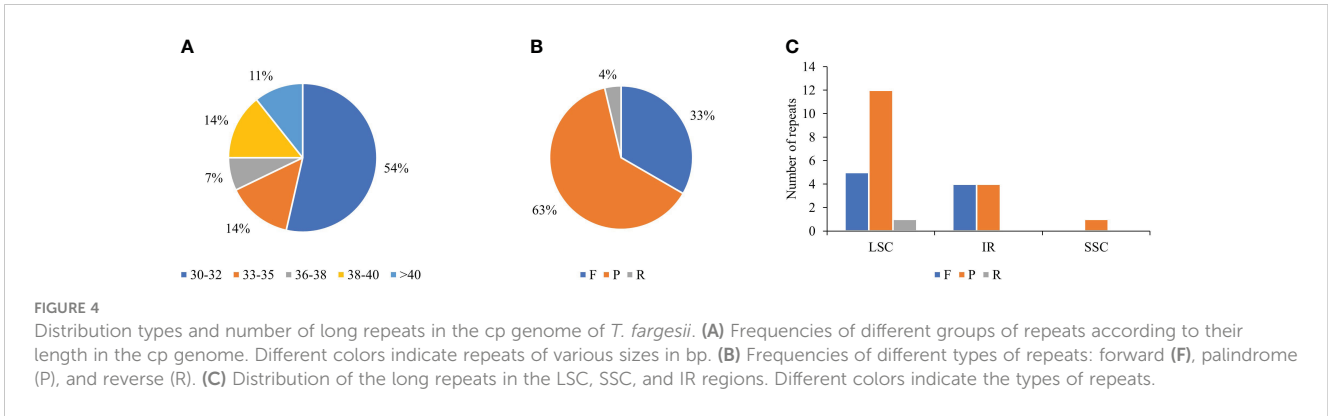 A
11%
14%
7%
14%
54%
30-32 33-35 36-38 38-40 >40
B
4%
33%
63%
F P R
C
Number of repeats
14
12
10
8
6
4
2
0
LSC IR SSC
F P R
FIGURE 4
Distribution types and number of long repeats in the cp genome of T. fargesii. (A) Frequencies of different groups of repeats according to their
length in the cp genome. Different colors indicate repeats of various sizes in bp. (B) Frequencies of different types of repeats: forward (F), palindrome
(P), and reverse (R). (C) Distribution of the long repeats in the LSC, SSC, and IR regions. Different colors indicate the types of repeats.